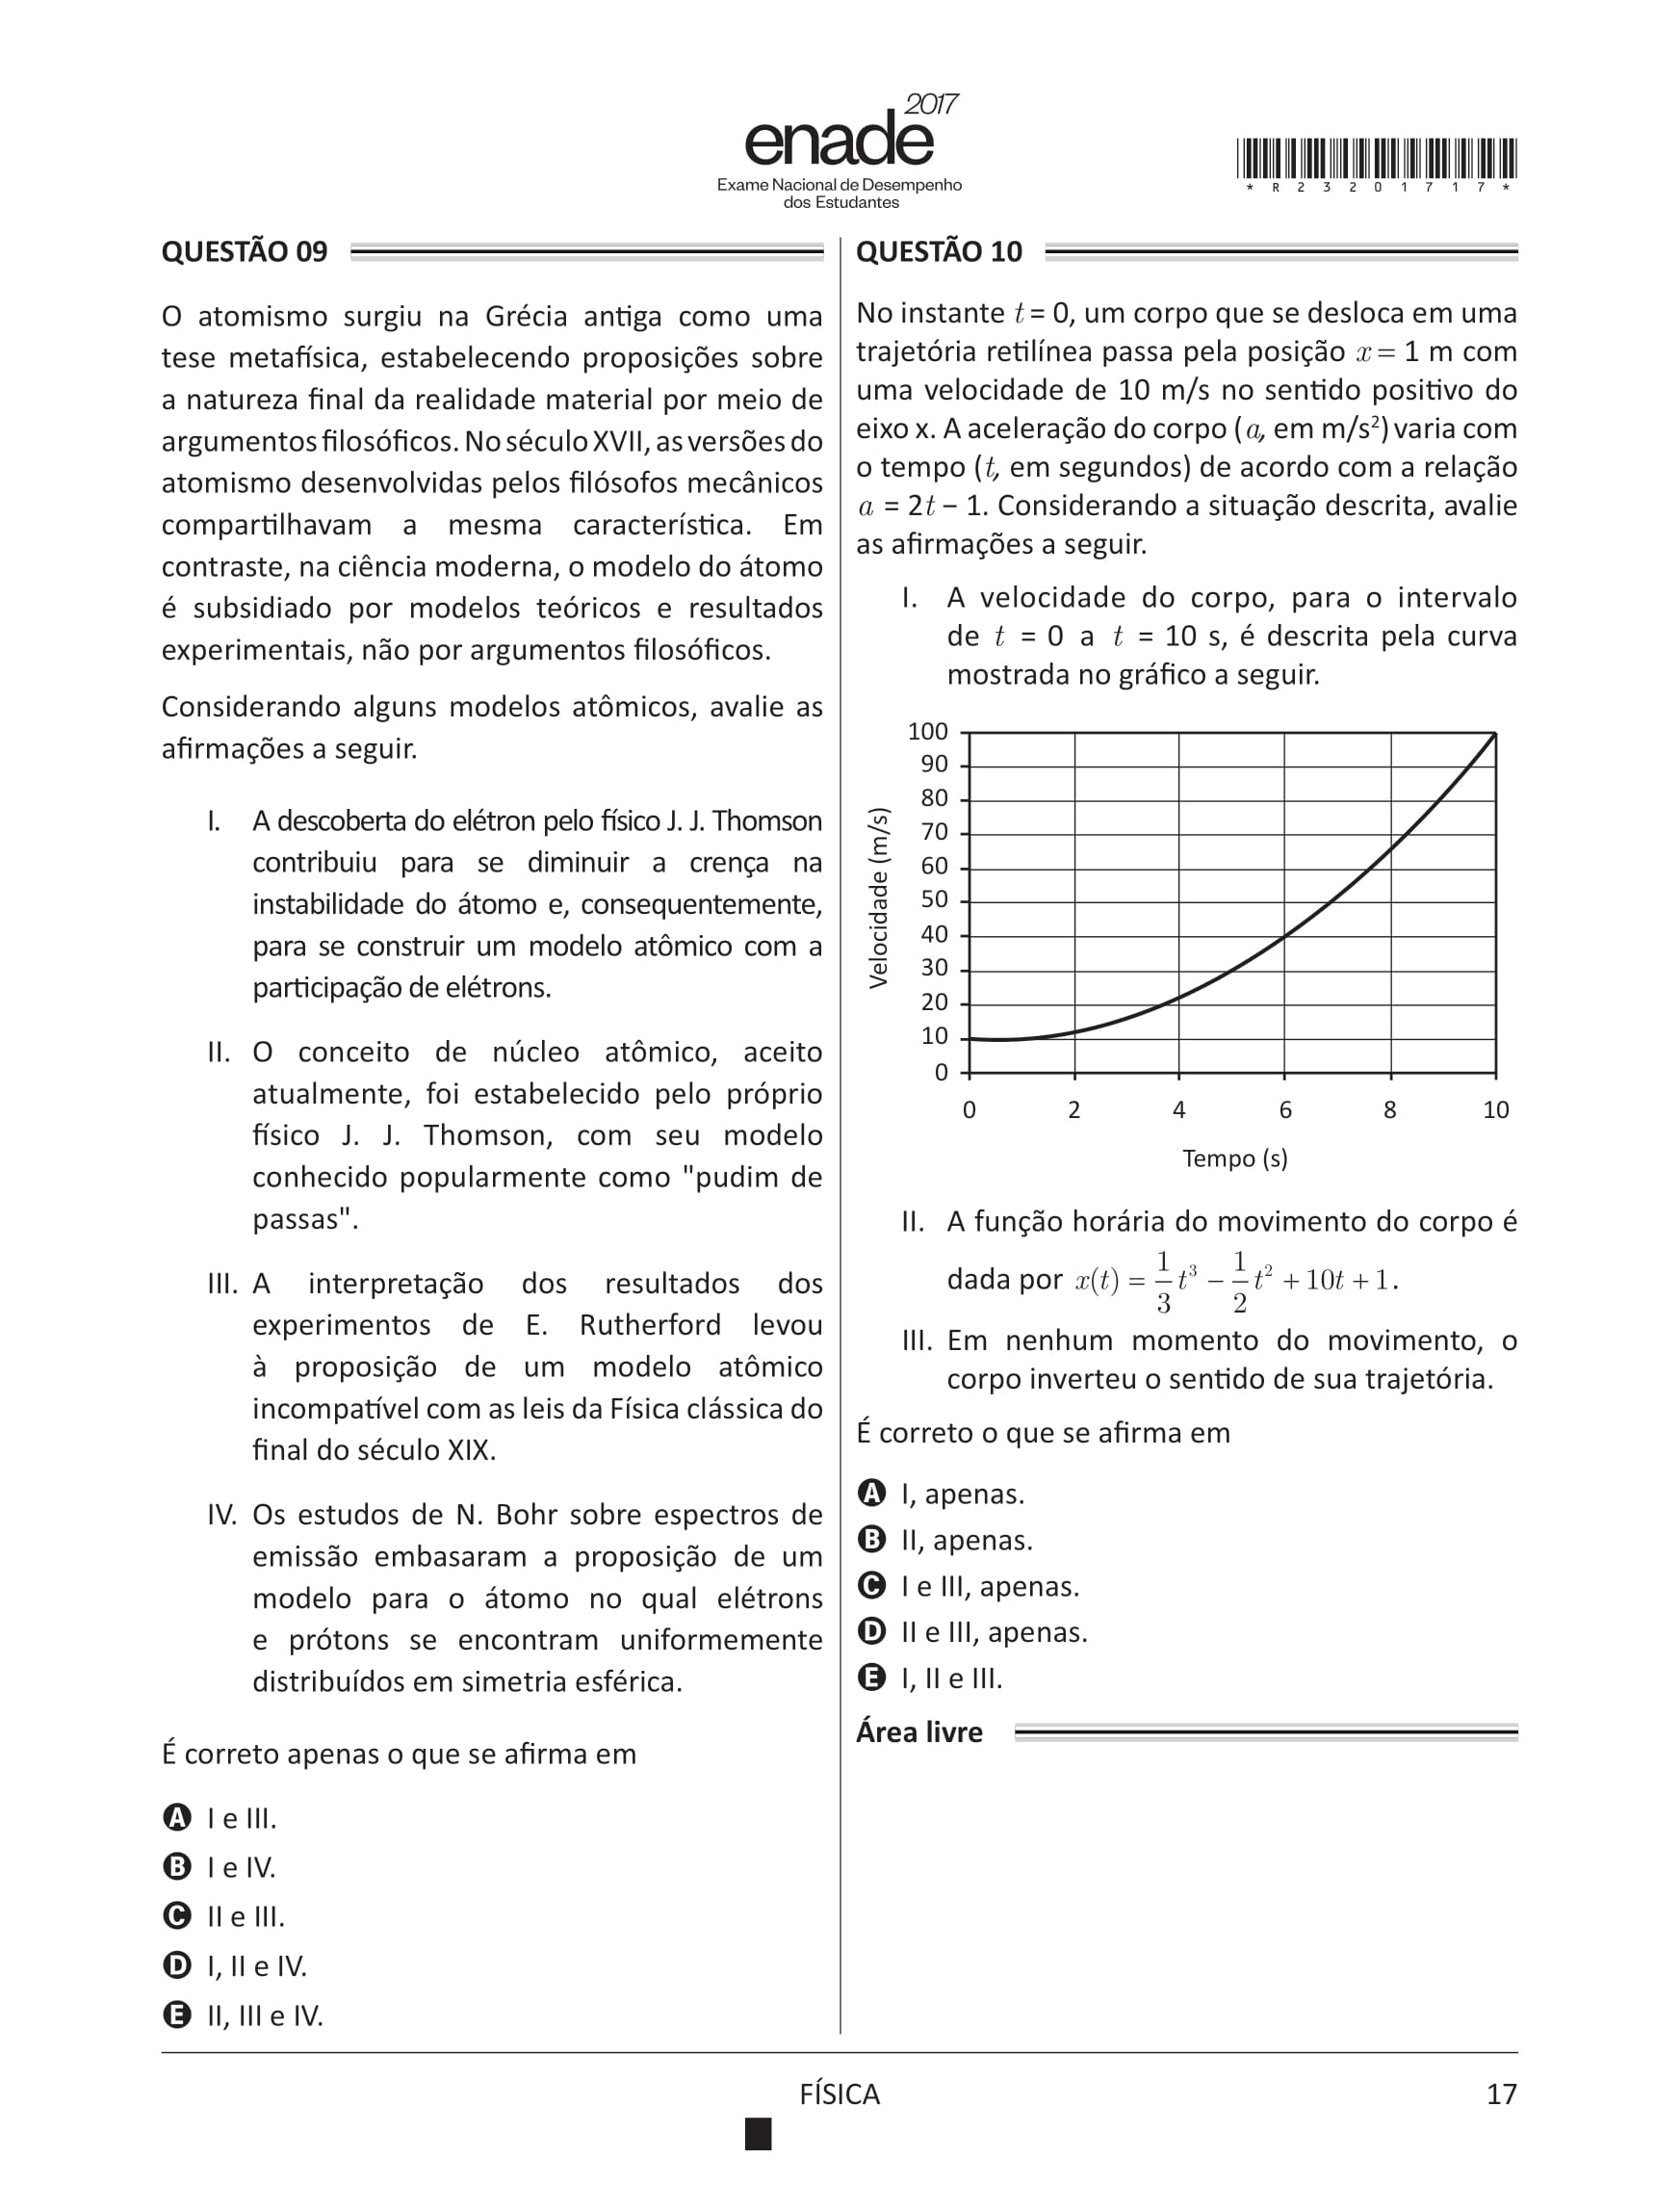 2017
enade
Exame Nacional de Desempenho
dos Estudantes
* R 2 3 2 0 1 7 1 7 *
QUESTÃO 09
O atomismo surgiu na Grécia antiga como uma
tese metafísica, estabelecendo proposições sobre
a natureza final da realidade material por meio de
argumentos filosóficos. No século XVII, as versões do
atomismo desenvolvidas pelos filósofos mecânicos
compartilhavam a mesma característica. Em
contraste, na ciência moderna, o modelo do átomo
é subsidiado por modelos teóricos e resultados
experimentais, não por argumentos filosóficos.
Considerando alguns modelos atômicos, avalie as
afirmações a seguir.
I. A descoberta do elétron pelo físico J. J. Thomson
contribuiu para se diminuir a crença na
instabilidade do átomo e, consequentemente,
para se construir um modelo atômico com a
participação de elétrons.
II. O conceito de núcleo atômico, aceito
atualmente, foi estabelecido pelo próprio
físico J. J. Thomson, com seu modelo
conhecido popularmente como "pudim de
passas".
III. A interpretação dos resultados dos
experimentos de E. Rutherford levou
à proposição de um modelo atômico
incompatível com as leis da Física clássica do
final do século XIX.
IV. Os estudos de N. Bohr sobre espectros de
emissão embasaram a proposição de um
modelo para o átomo no qual elétrons
e prótons se encontram uniformemente
distribuídos em simetria esférica.
É correto apenas o que se afirma em
A I e III.
B I e IV.
C II e III.
D I, II e IV.
E II, III e IV.
QUESTÃO 10
No instante t = 0, um corpo que se desloca em uma
trajetória retilínea passa pela posição x = 1 m com
uma velocidade de 10 m/s no sentido positivo do
eixo x. A aceleração do corpo (a, em m/s²) varia com
o tempo (t, em segundos) de acordo com a relação
a = 2t − 1. Considerando a situação descrita, avalie
as afirmações a seguir.
I. A velocidade do corpo, para o intervalo
de t = 0 a t = 10 s, é descrita pela curva
mostrada no gráfico a seguir.
Velocidade (m/s)
100
90
80
70
60
50
40
30
20
10
0
0 2 4 6 8 10
Tempo (s)
II. A função horária do movimento do corpo é
dada por x(t) = 1/3 t³ − 1/2 t² + 10t + 1.
III. Em nenhum momento do movimento, o
corpo inverteu o sentido de sua trajetória.
É correto o que se afirma em
A I, apenas.
B II, apenas.
C I e III, apenas.
D II e III, apenas.
E I, II e III.
Área livre
FÍSICA
17